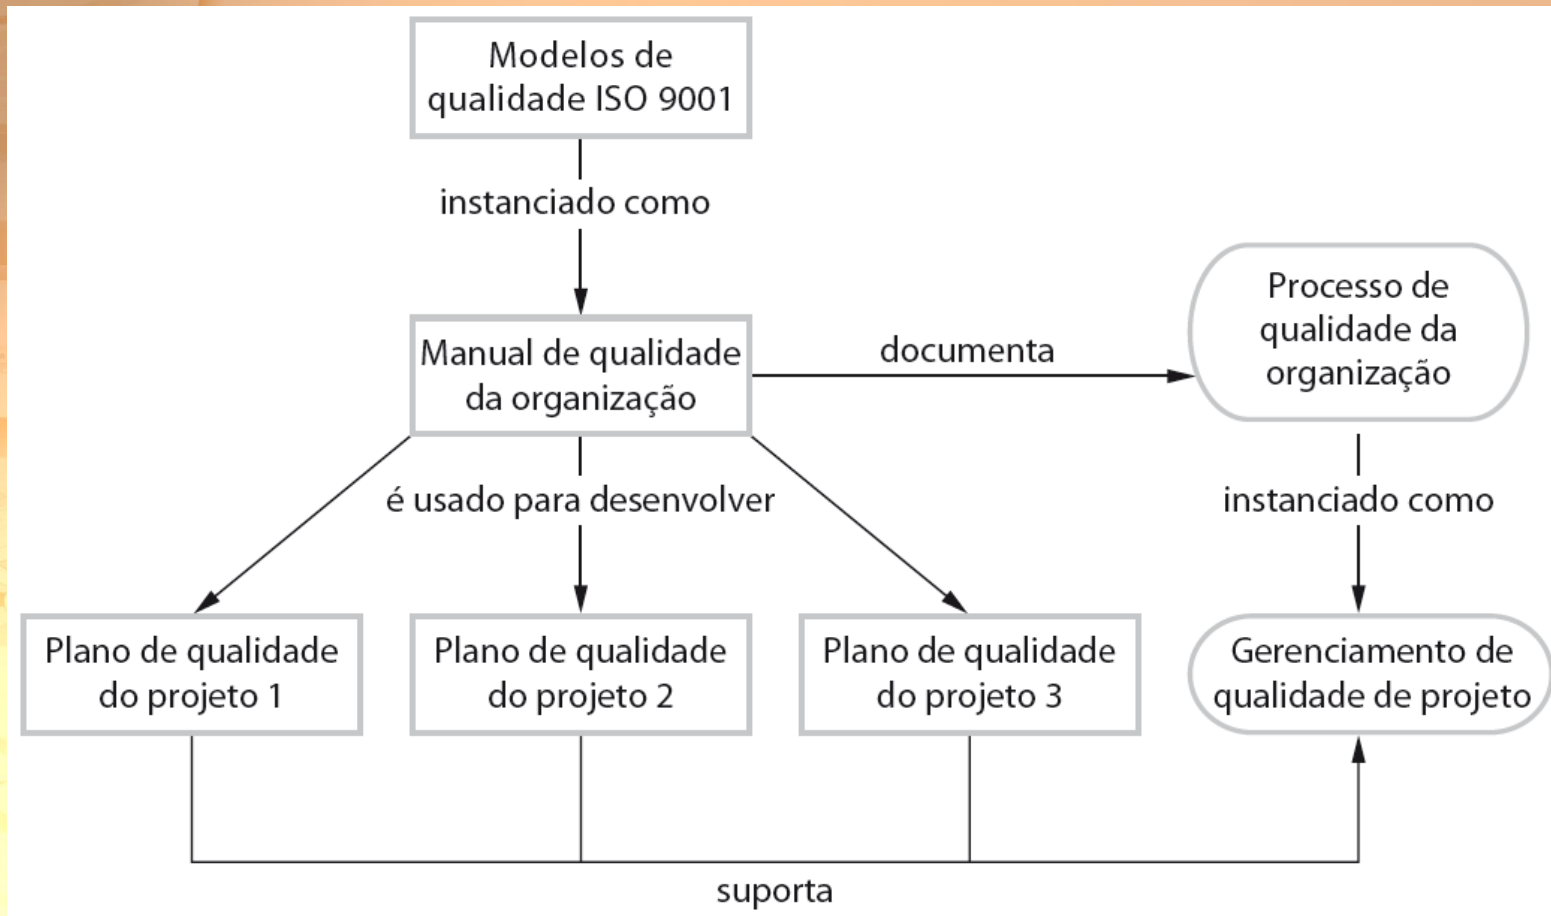 Modelos de
qualidade ISO 9001
instanciado como
Manual de qualidade
da organização
documenta
Processo de
qualidade da
organização
é usado para desenvolver
instanciado como
Plano de qualidade
do projeto 1
Plano de qualidade
do projeto 2
Plano de qualidade
do projeto 3
Gerenciamento de
qualidade de projeto
suporta